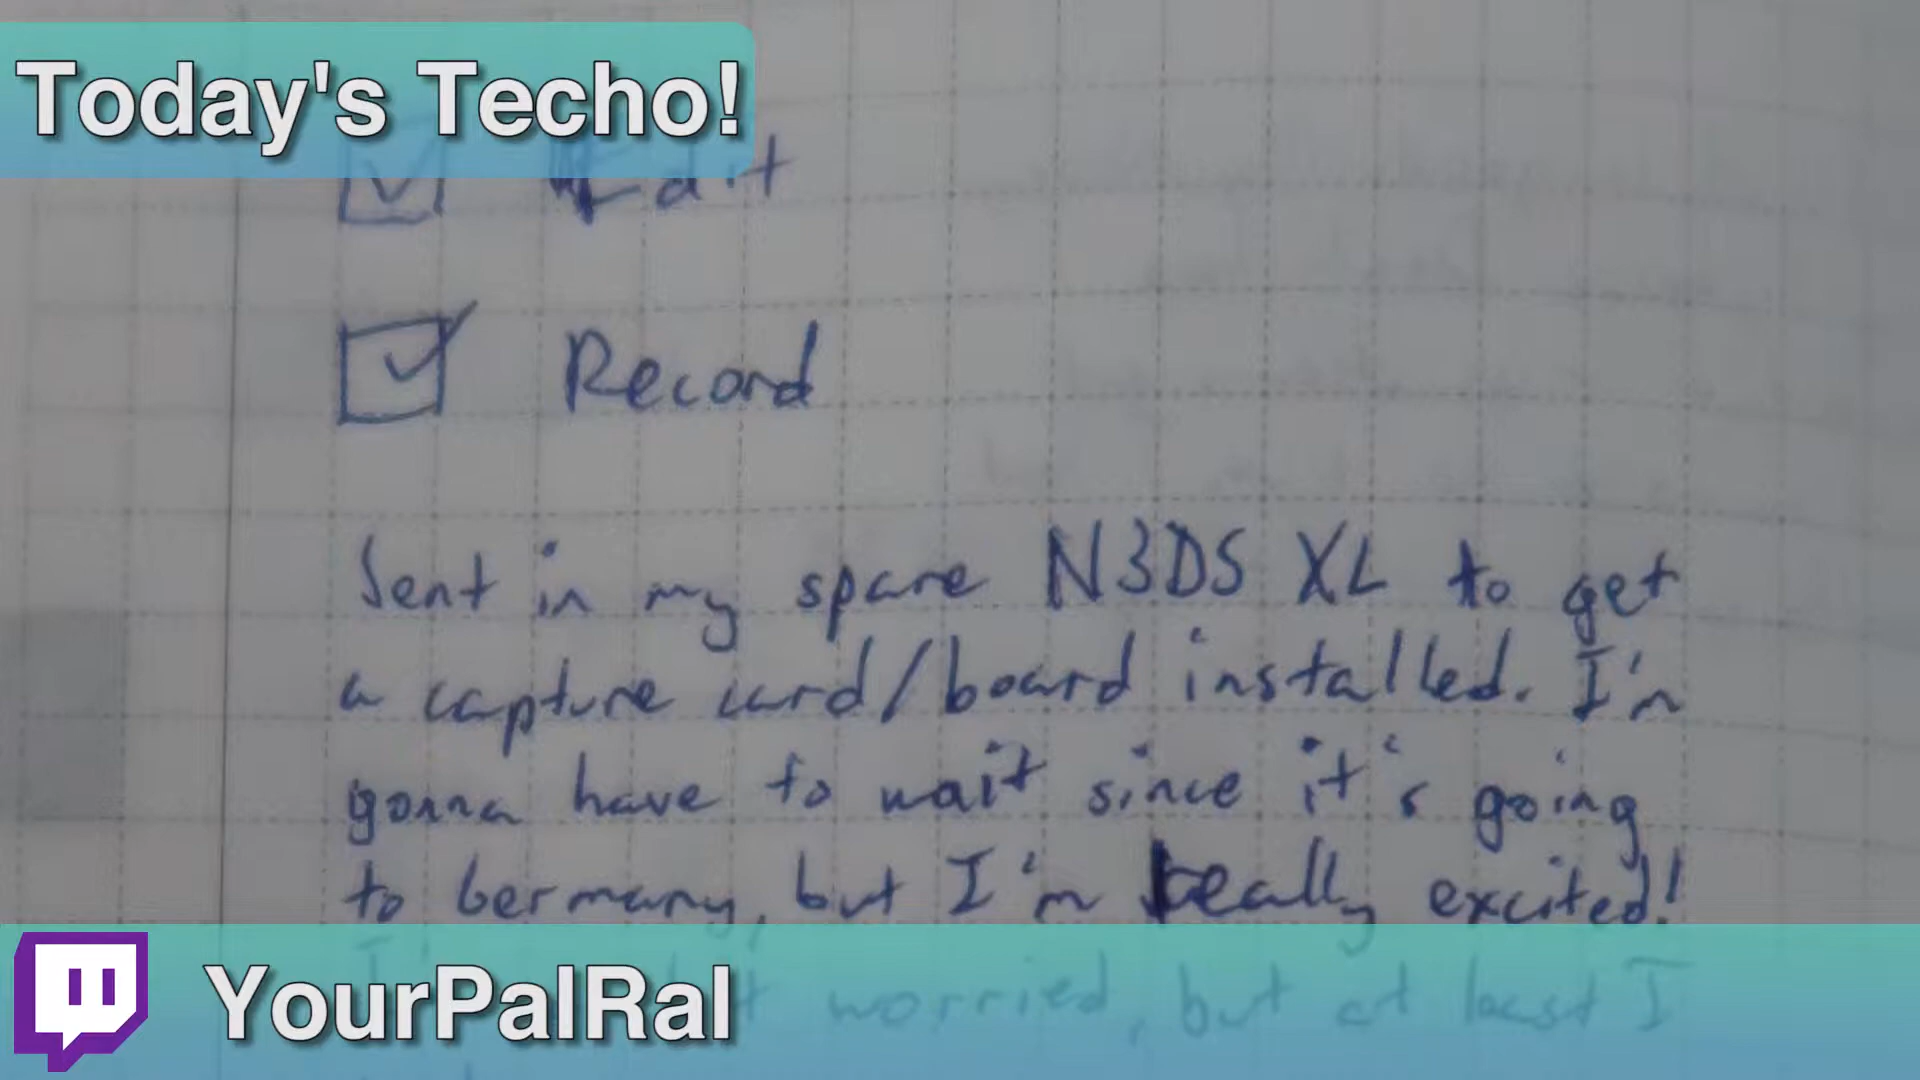 Today's Techo!
Edit
Record
Sent in my spare N3DS XL to get
a capture card/board installed. I'm
gonna have to wait since it's going
to Germany, but I'm really excited!
worried, but at least I
YourPalRal